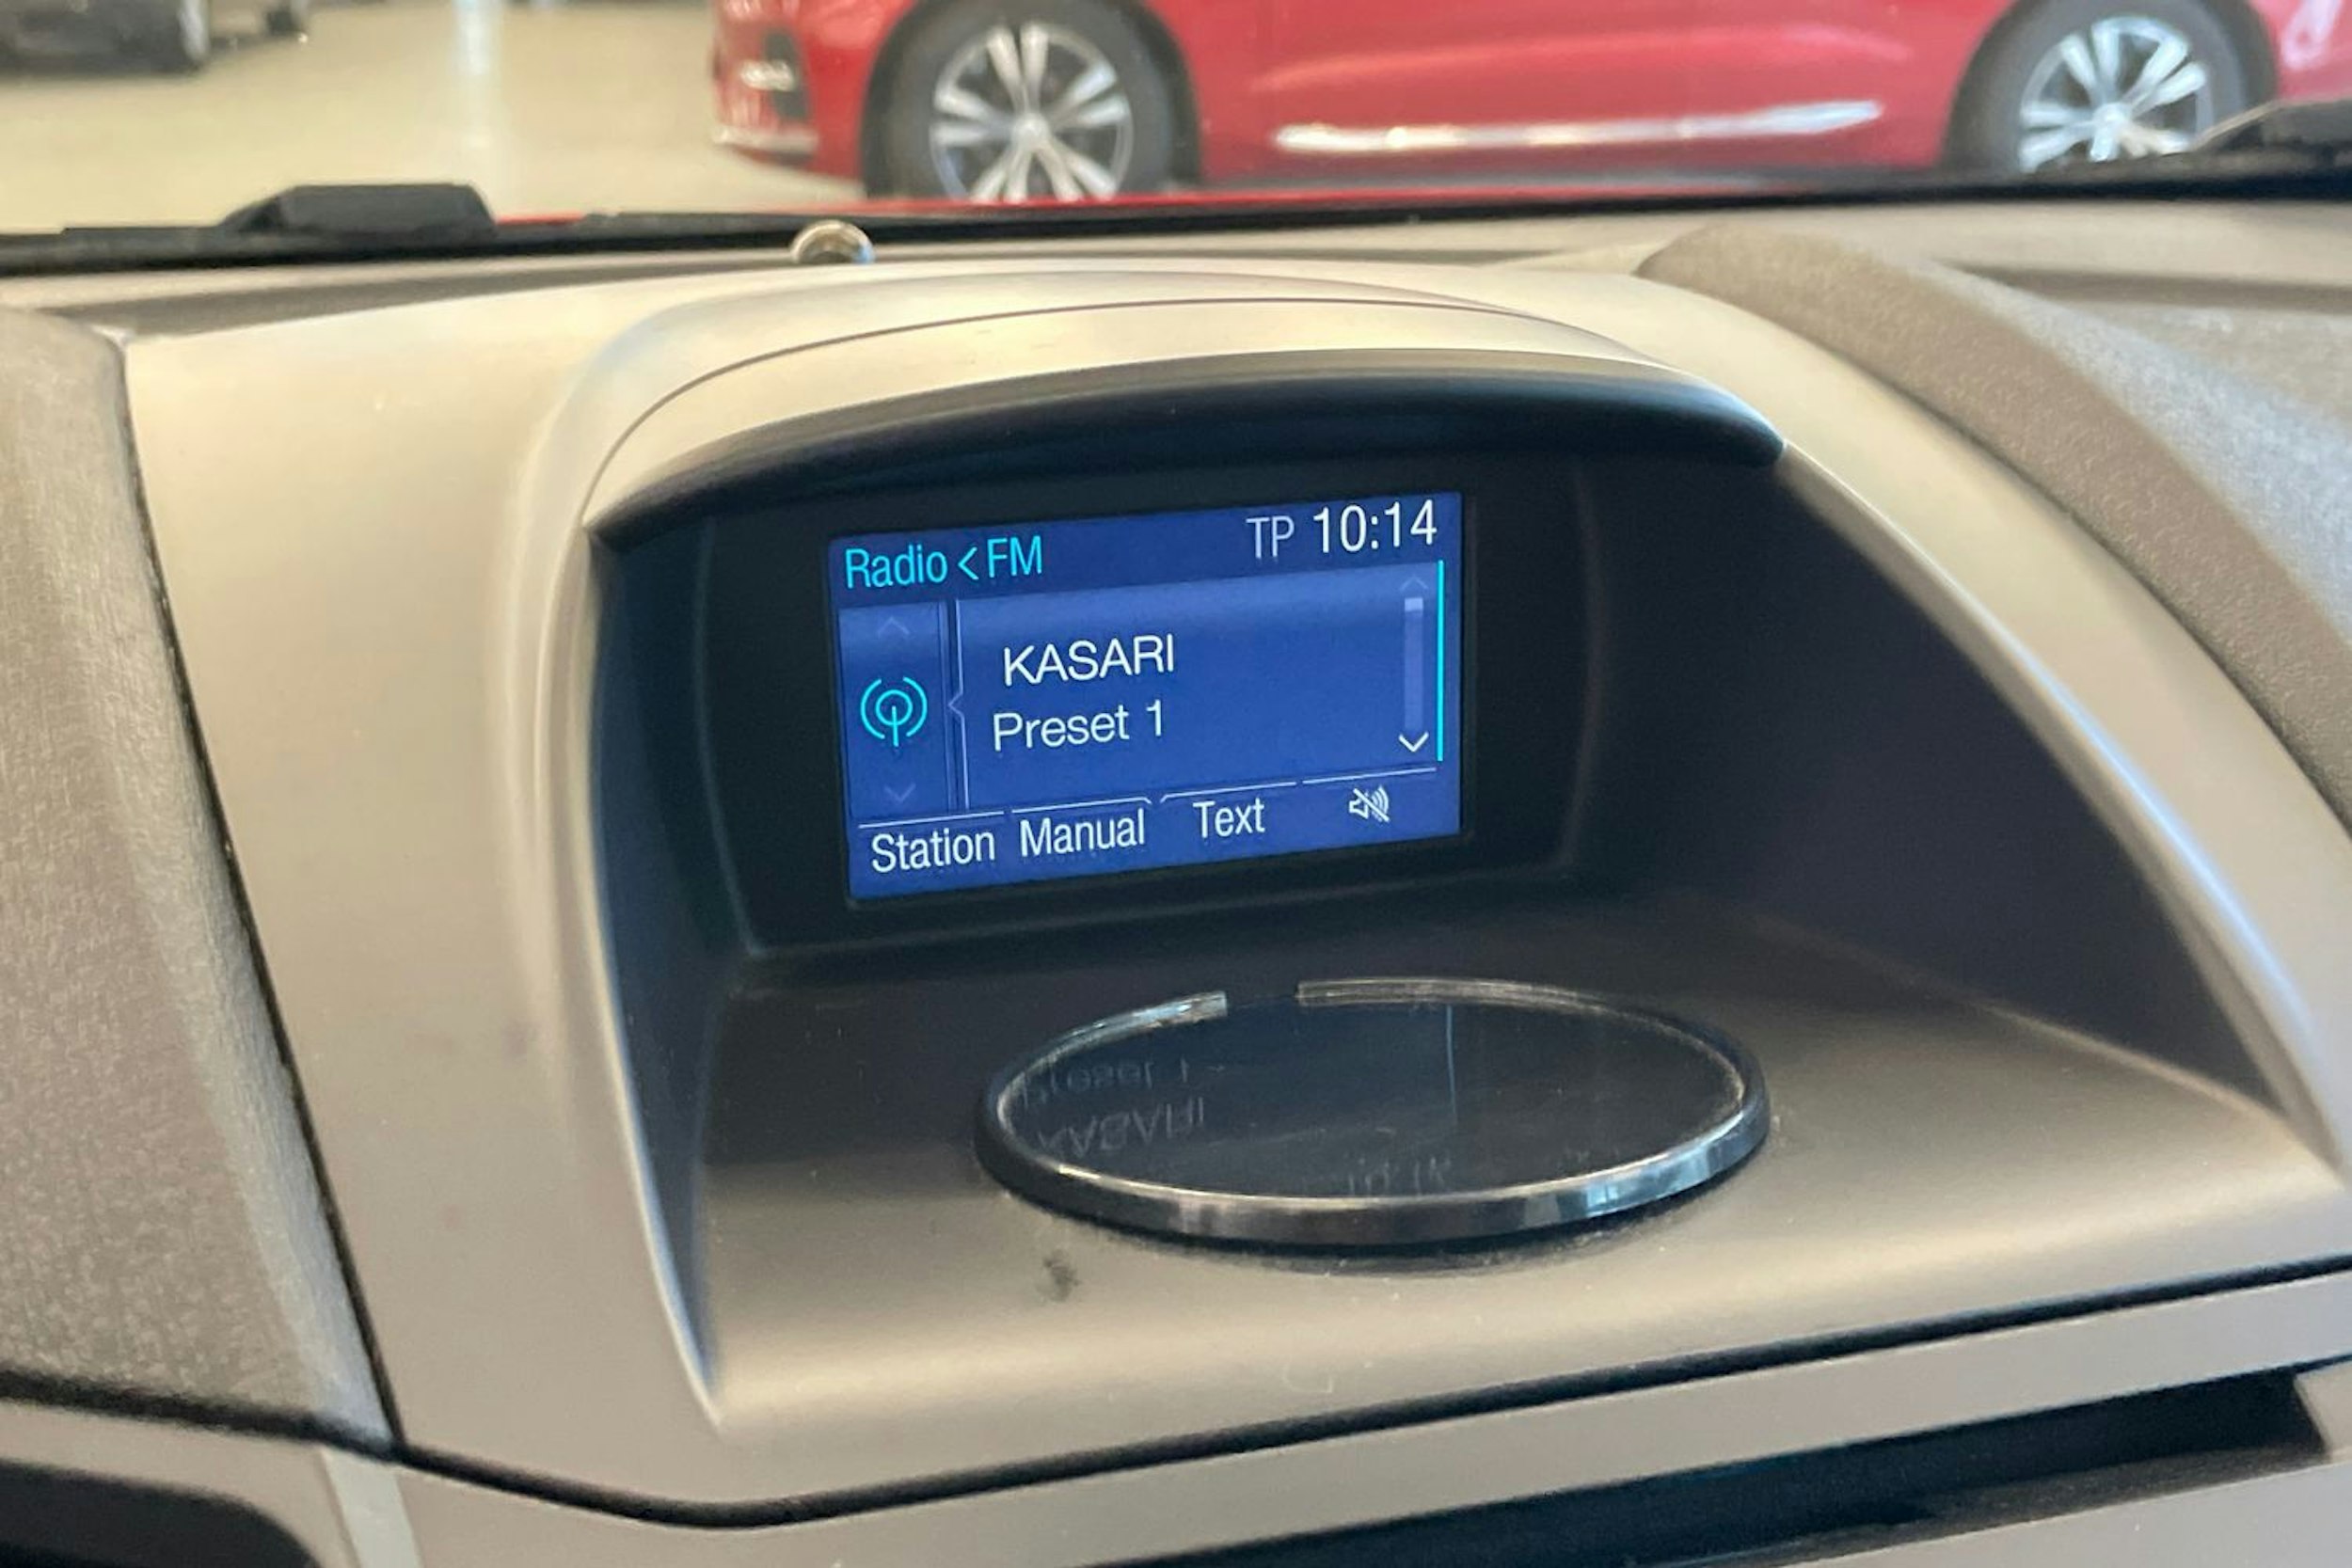 Radio < FM TP 10:14
KASARI
Preset 1
Station Manual Text